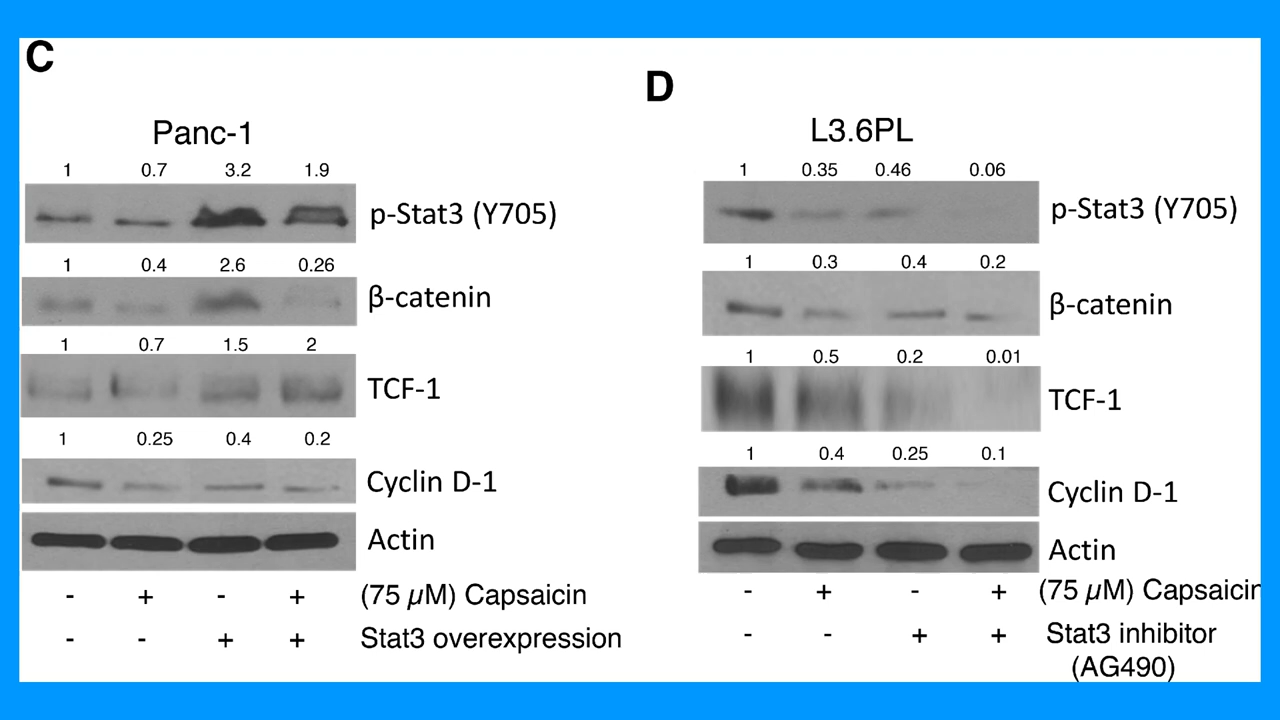 C
Panc-1
1 0.7 3.2 1.9
p-Stat3 (Y705)
1 0.4 2.6 0.26
β-catenin
1 0.7 1.5 2
TCF-1
1 0.25 0.4 0.2
Cyclin D-1
Actin
- + - + (75 µM) Capsaicin
- - + + Stat3 overexpression
D
L3.6PL
1 0.35 0.46 0.06
p-Stat3 (Y705)
1 0.3 0.4 0.2
β-catenin
1 0.5 0.2 0.01
TCF-1
1 0.4 0.25 0.1
Cyclin D-1
Actin
- + - + (75 µM) Capsaicin
- - + + Stat3 inhibitor
(AG490)